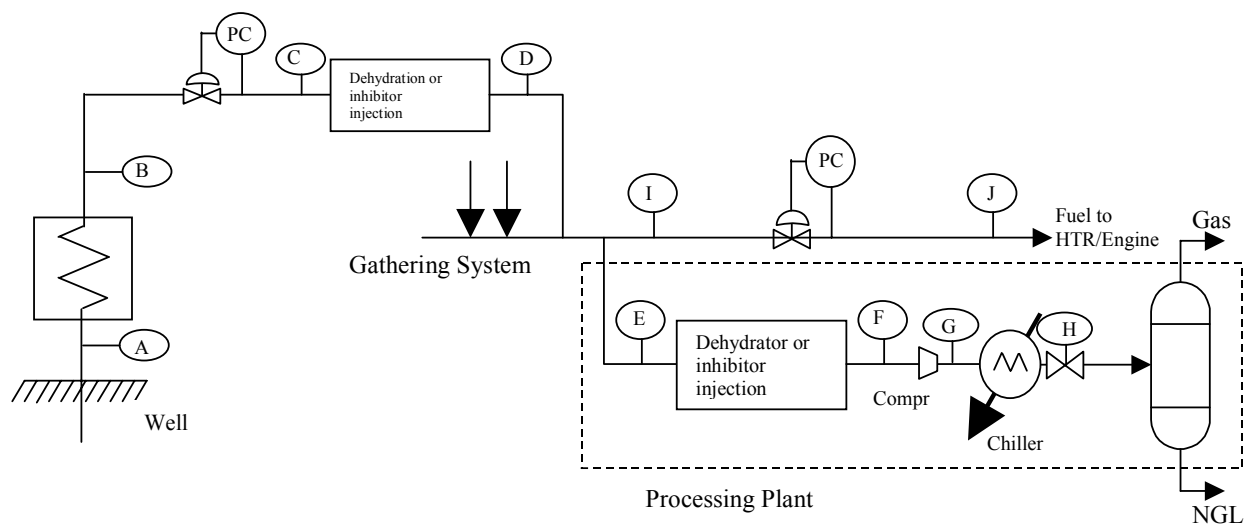 PC
C
D
Dehydration or
inhibitor
injection
B
A
Well
Gathering System
I
PC
J
Fuel to
HTR/Engine
Gas
E
Dehydrator or
inhibitor
injection
F
G
H
Compr
Chiller
Processing Plant
NGL